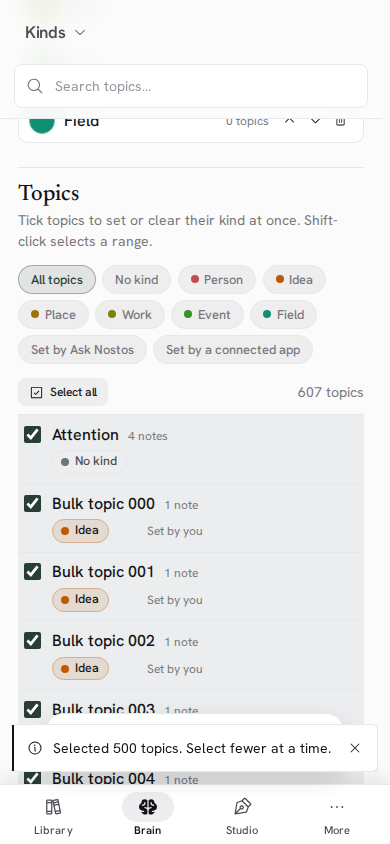 Kinds
Search topics...
Field 0 topics
Topics
Tick topics to set or clear their kind at once. Shift-
click selects a range.
All topics No kind Person Idea
Place Work Event Field
Set by Ask Nostos Set by a connected app
Select all 607 topics
Attention 4 notes
No kind
Bulk topic 000 1 note
Idea Set by you
Bulk topic 001 1 note
Idea Set by you
Bulk topic 002 1 note
Idea Set by you
Bulk topic 003 1 note
Selected 500 topics. Select fewer at a time.
Bulk topic 004 1 note
Library Brain Studio More